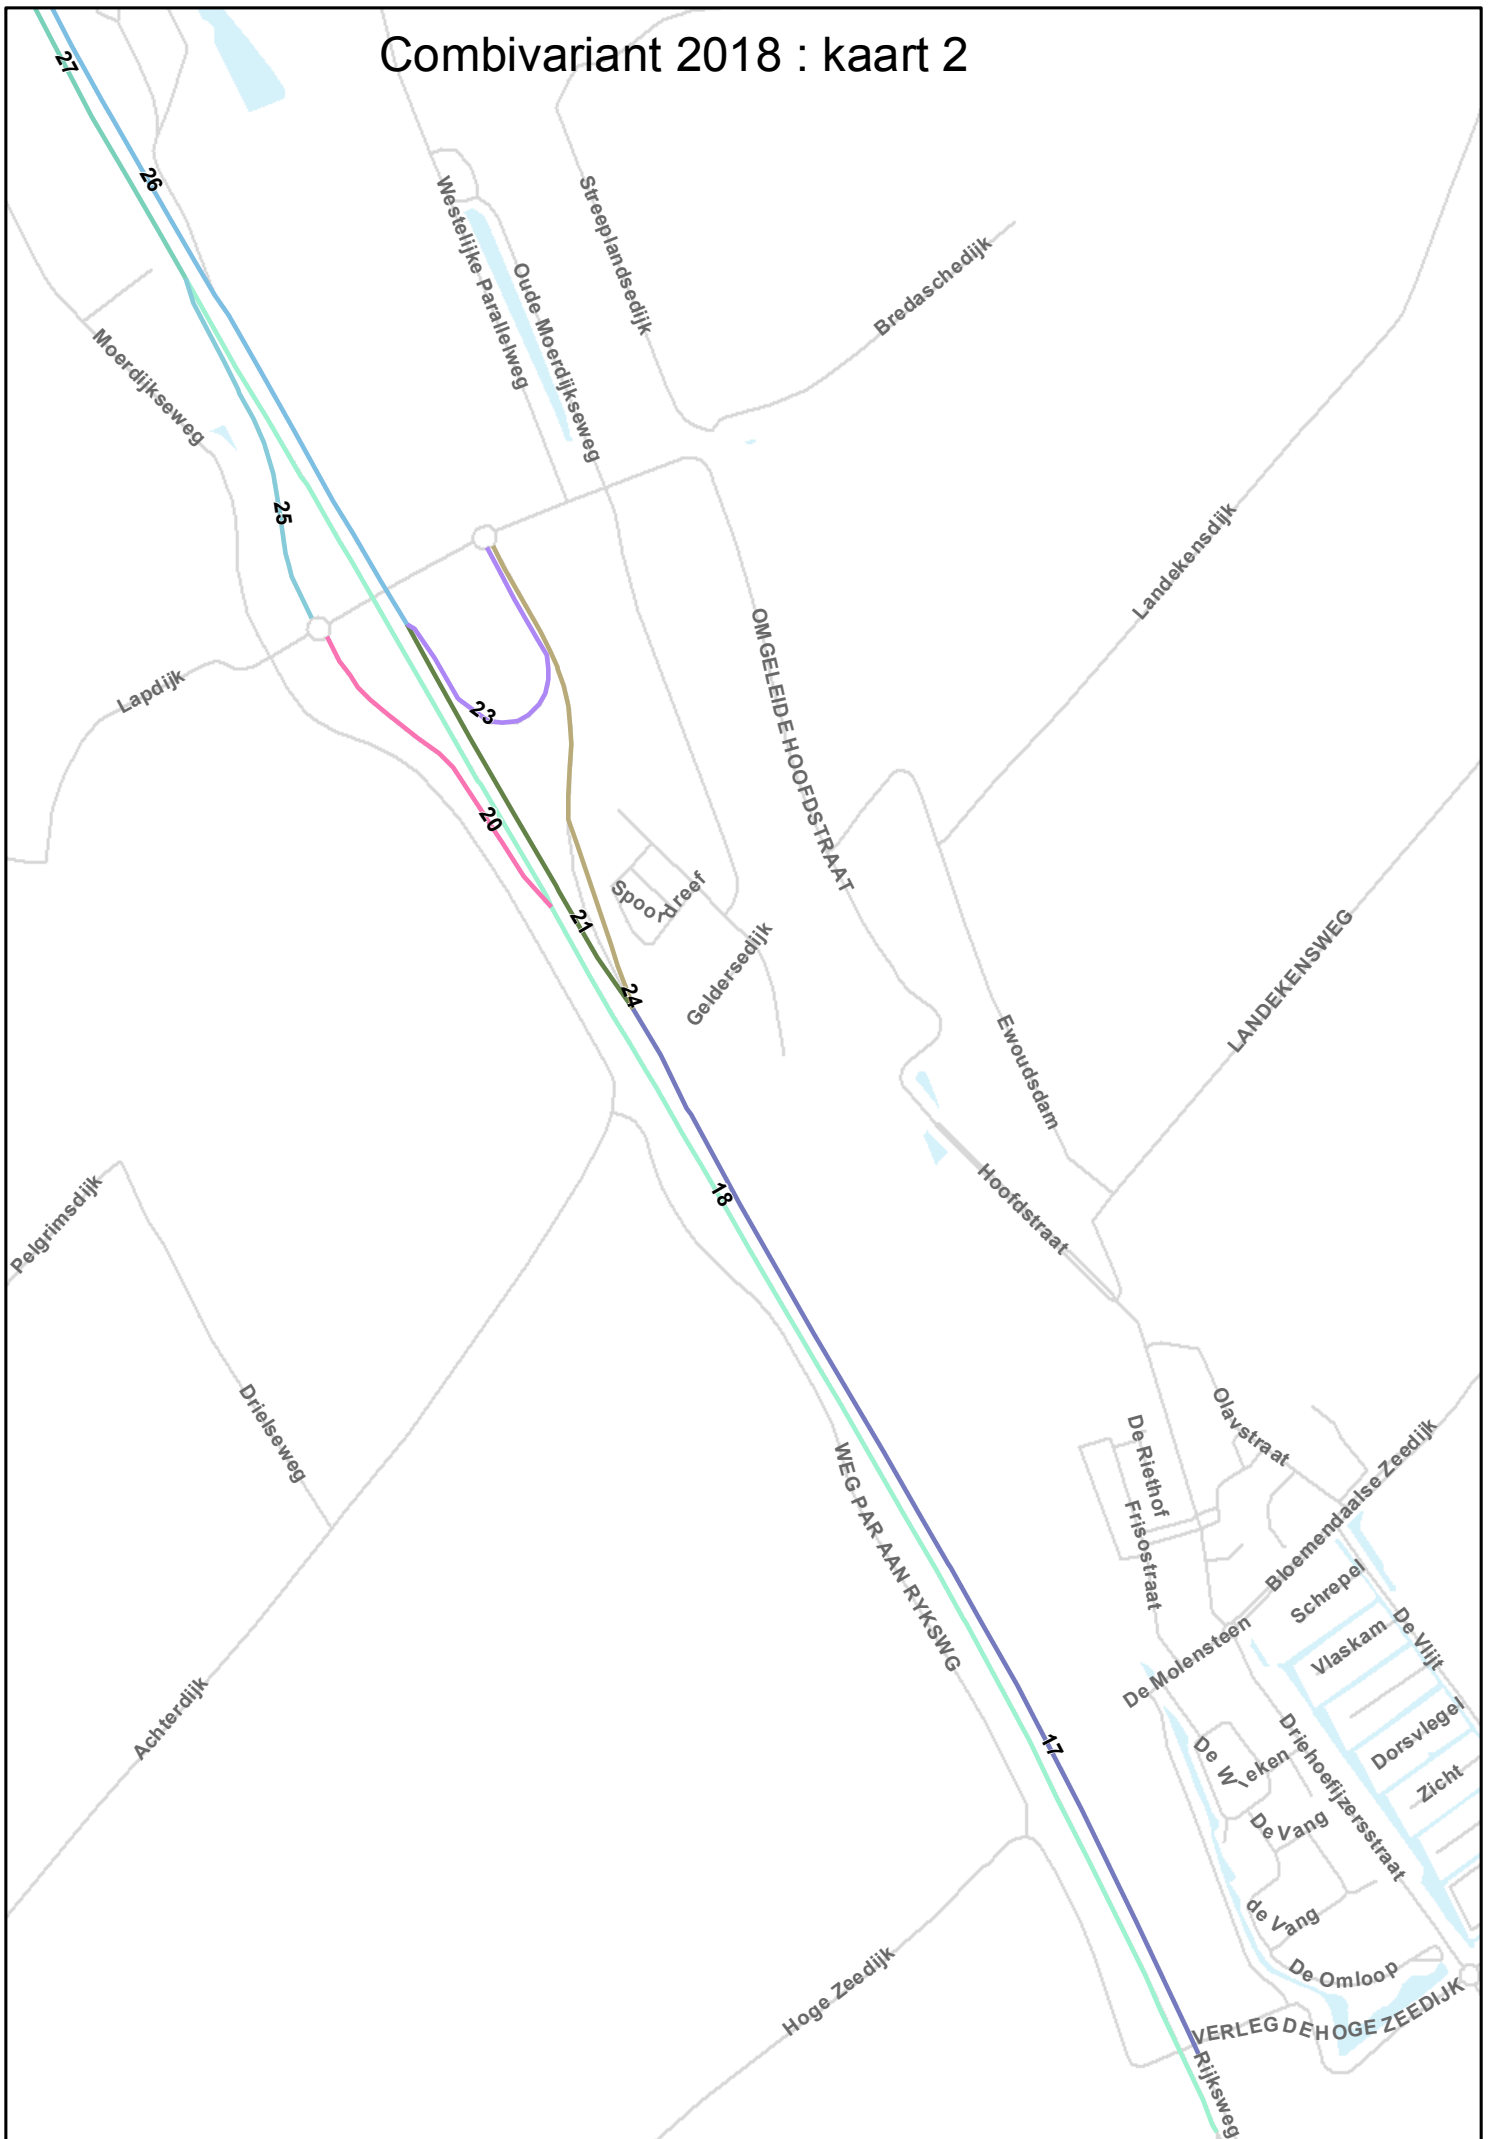 Combivariant 2018 : kaart 2
27
26
Westelijke Parallelweg
Streeplandsedijk
Oude Moerdijkseweg
Bredaschedijk
Moerdijkseweg
25
Landekensdijk
OMGELEIDE HOOFDSTRAAT
Lapdijk
23
20
Spoordreef
21
Geldersedijk
LANDEKENSWEG
24
Ewoudsdam
18
Hoofdstraat
Pelgrimsdijk
Drielseweg
Olavstraat
De Riethof
Bloemendaalse Zeedijk
WEG PAR AAN RYKSWG
Frisostraat
Schrepel
De Vlijt
Vlaskam
De Molensteen
Achterdijk
17
De Wieken
Driehoefijzersstraat
Dorsvlegel
Zicht
De Vang
de Vang
De Omloop
Hoge Zeedijk
VERLEGDE HOGE ZEEDIJK
Rijksweg